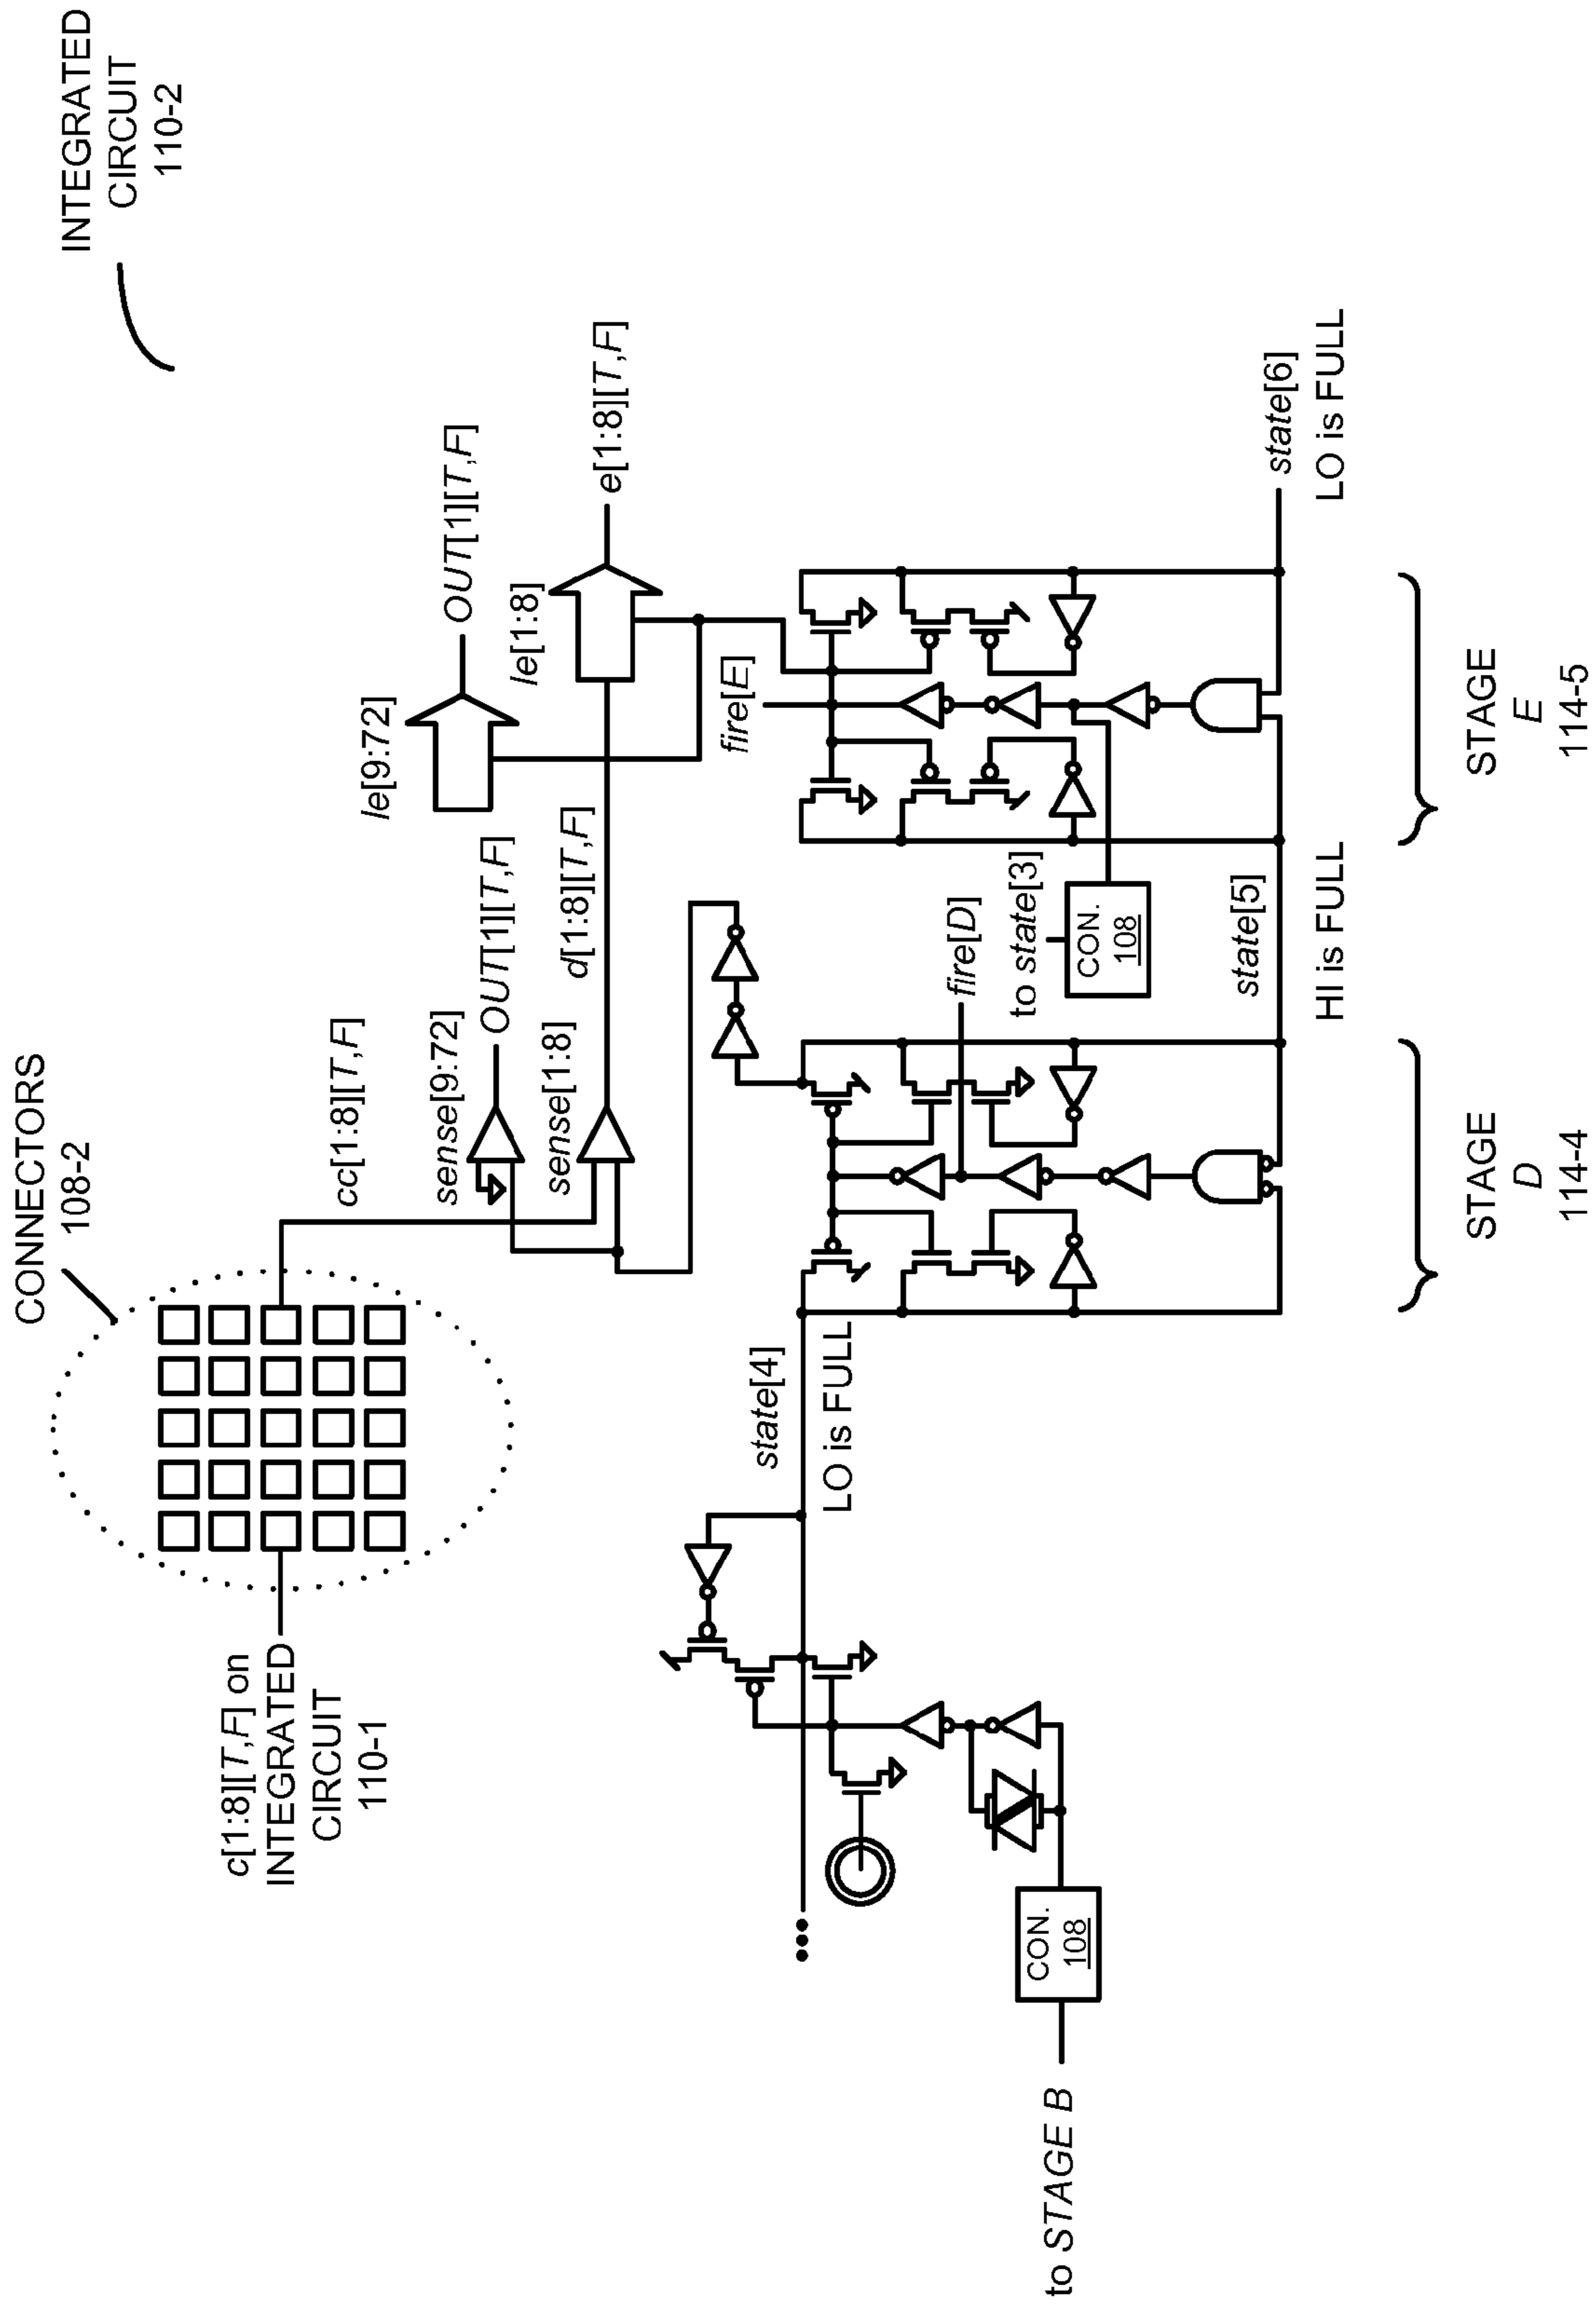 INTEGRATED
CIRCUIT
110-2
CONNECTORS
108-2
c[1:8][T,F] on
INTEGRATED
CIRCUIT
110-1
cc[1:8][T,F]
sense[9:72]
OUT[1][T,F]
sense[1:8]
d[1:8][T,F]
le[9:72]
OUT[1][T,F]
le[1:8]
e[1:8][T,F]
state[4]
LO is FULL
fire[D]
fire[E]
to state[3]
CON.
108
CON.
108
to STAGE B
state[5]
HI is FULL
state[6]
LO is FULL
STAGE
D
114-4
STAGE
E
114-5